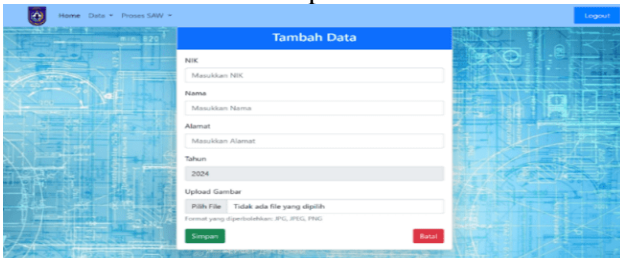 Home Data Proses SAW Logout
Tambah Data
NIK
Masukkan NIK
Nama
Masukkan Nama
Alamat
Masukkan Alamat
Tahun
2024
Upload Gambar
Pilih File Tidak ada file yang dipilih
Format yang diperbolehkan: JPG, JPEG, PNG
Simpan Batal